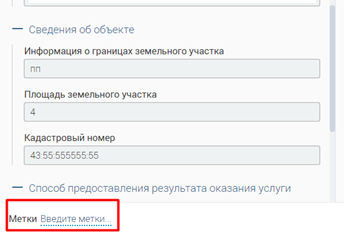 Сведения об объекте
Информация о границах земельного участка
пп
Площадь земельного участка
4
Кадастровый номер
43:55:555555:55
Способ предоставления результата оказания услуги
Метки Введите метки...